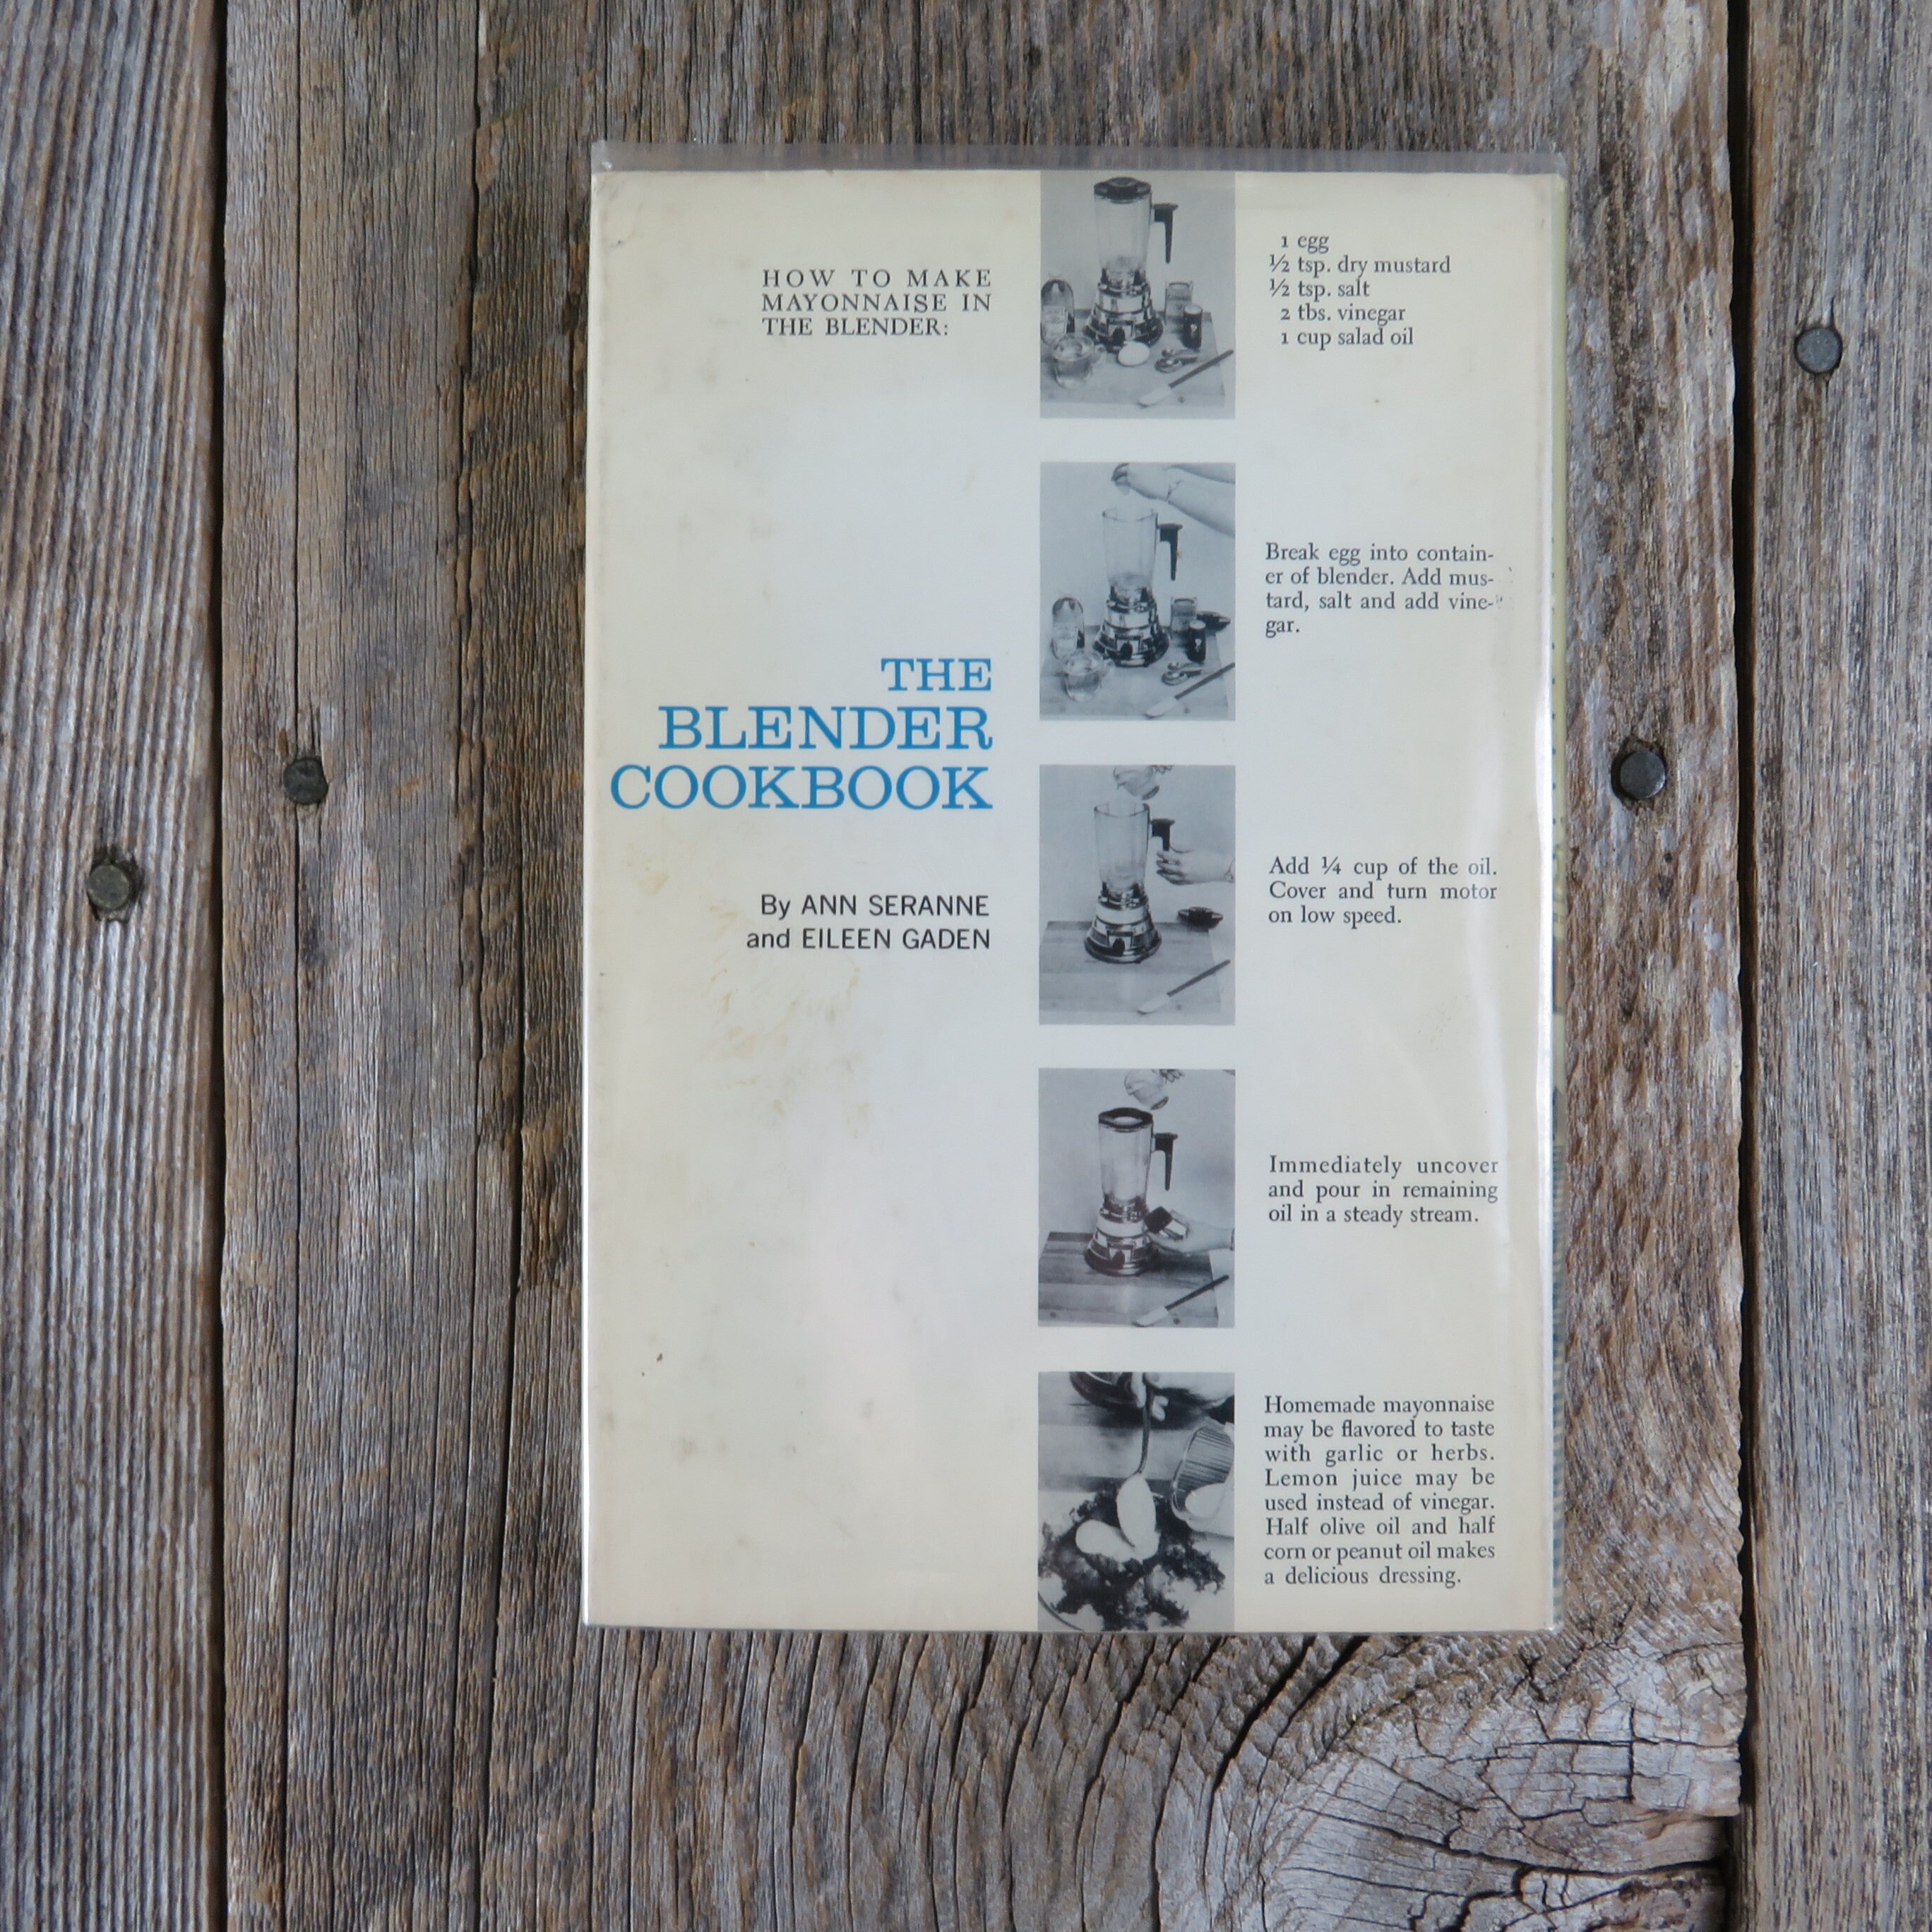 HOW TO MAKE
MAYONNAISE IN
THE BLENDER:
1 egg
½ tsp. dry mustard
½ tsp. salt
2 tbs. vinegar
1 cup salad oil
Break egg into contain-
er of blender. Add mus-
tard, salt and add vine-
gar.
THE
BLENDER
COOKBOOK
By ANN SERANNE
and EILEEN GADEN
Add ¼ cup of the oil.
Cover and turn motor
on low speed.
Immediately uncover
and pour in remaining
oil in a steady stream.
Homemade mayonnaise
may be flavored to taste
with garlic or herbs.
Lemon juice may be
used instead of vinegar.
Half olive oil and half
corn or peanut oil makes
a delicious dressing.